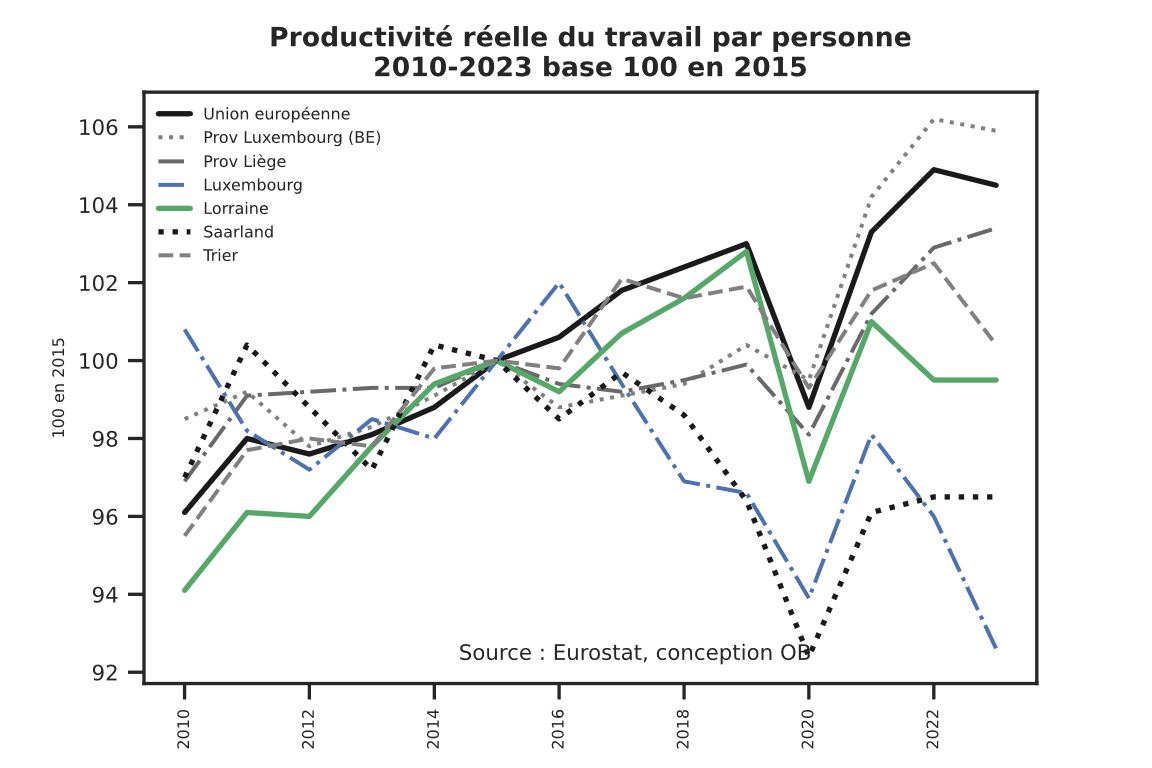 Productivité réelle du travail par personne
2010-2023 base 100 en 2015
Union européenne
Prov Luxembourg (BE)
Prov Liège
Luxembourg
Lorraine
Saarland
Trier
106
104
102
100
98
96
94
92
100 en 2015
Source : Eurostat, conception OB
2010
2012
2014
2016
2018
2020
2022